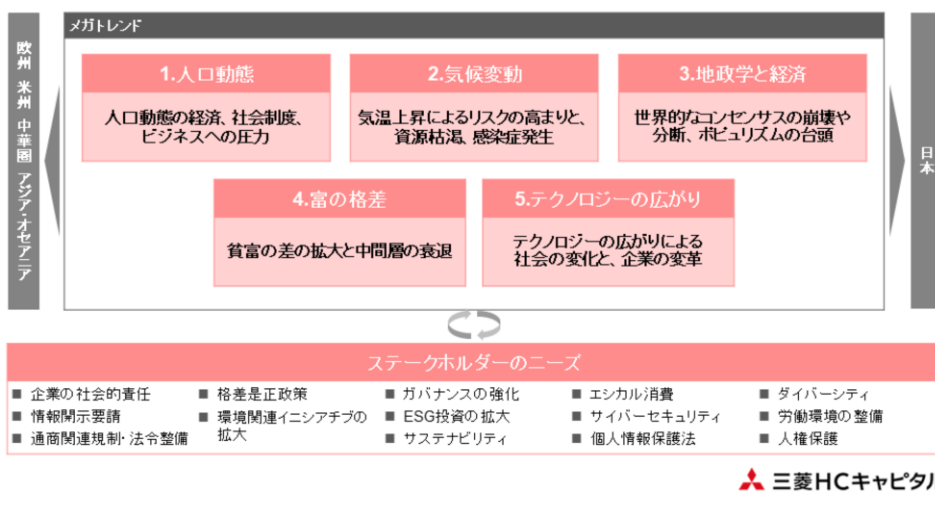 メガトレンド
欧州 米州 中華圏 アジア・オセアニア
1.人口動態
人口動態の経済、社会制度、
ビジネスへの圧力
2.気候変動
気温上昇によるリスクの高まりと、
資源枯渇、感染症発生
3.地政学と経済
世界的なコンセンサスの崩壊や
分断、ポピュリズムの台頭
日本
4.富の格差
貧富の差の拡大と中間層の衰退
5.テクノロジーの広がり
テクノロジーの広がりによる
社会の変化と、企業の変革
ステークホルダーのニーズ
■ 企業の社会的責任
■ 情報開示要請
■ 通商関連規制・法令整備
■ 格差是正政策
■ 環境関連イニシアチブの
拡大
■ ガバナンスの強化
■ ESG投資の拡大
■ サステナビリティ
■ エシカル消費
■ サイバーセキュリティ
■ 個人情報保護法
■ ダイバーシティ
■ 労働環境の整備
■ 人権保護
三菱HCキャピタル